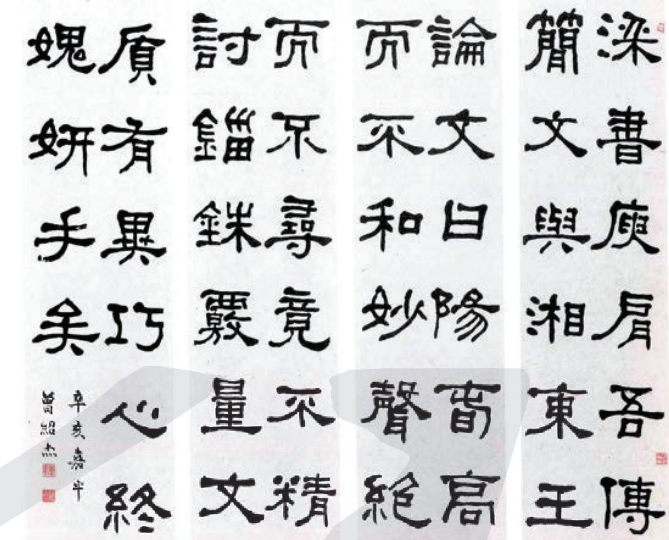 梁書庾肩吾傳
簡文與湘東王
論文曰陽春高
而不和妙聲絕
而不尋竟不精
討錙銖覈量文
質有異巧心終
愧妍手矣
辛亥嘉平
曾紹杰